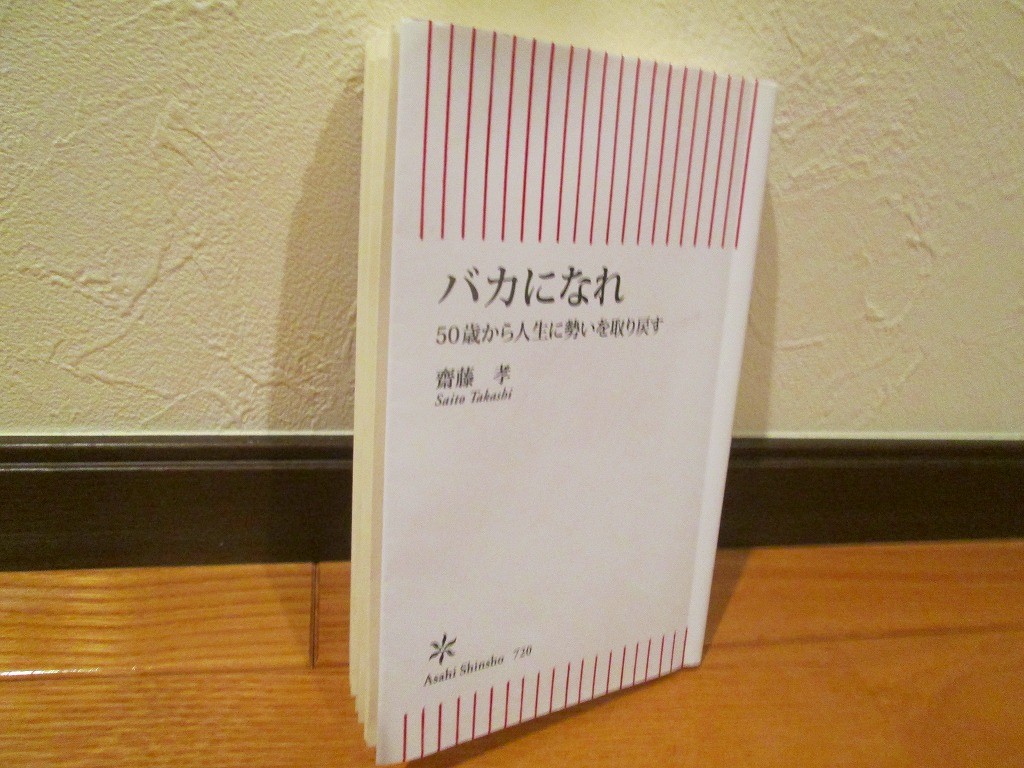 バカになれ
50歳から人生に勢いを取り戻す
齋藤 孝
Saito Takashi
Asahi Shinsho 720